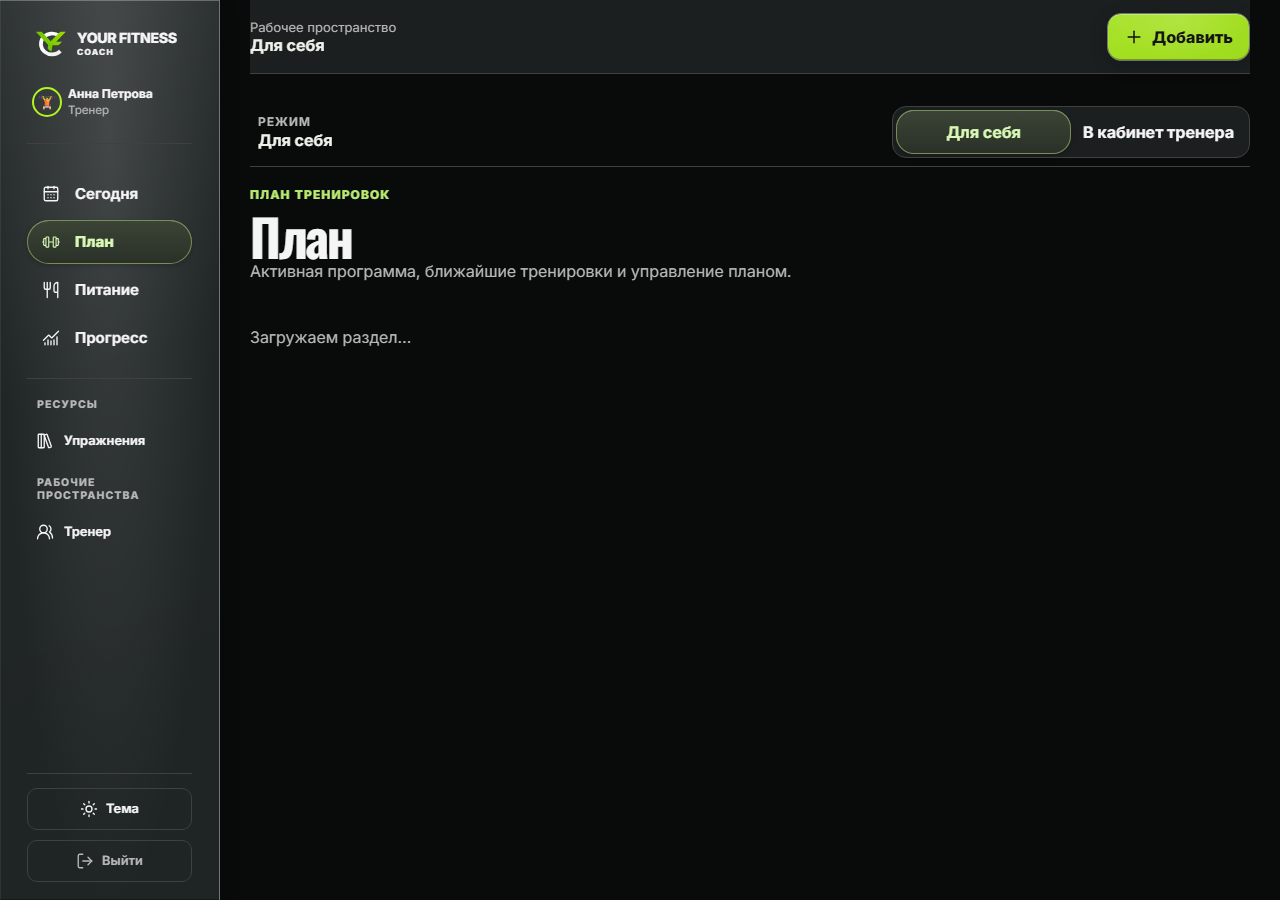 YOUR FITNESS
COACH
Анна Петрова
Тренер
Сегодня
План
Питание
Прогресс
РЕСУРСЫ
Упражнения
РАБОЧИЕ
ПРОСТРАНСТВА
Тренер
Тема
Выйти
Рабочее пространство
Для себя
Добавить
РЕЖИМ
Для себя
Для себя
В кабинет тренера
ПЛАН ТРЕНИРОВОК
План
Активная программа, ближайшие тренировки и управление планом.
Загружаем раздел...